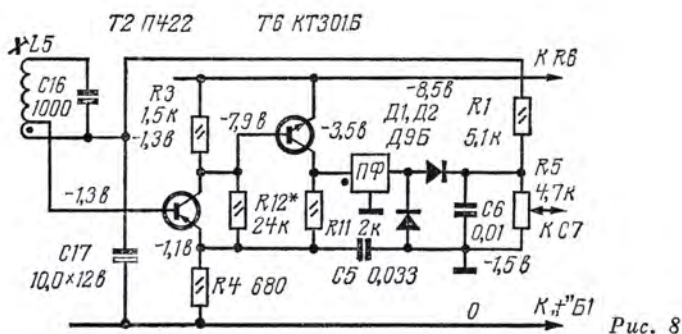 Т2 П422 Т6 КТ301Б
L5
С16
1000
-1,3в
R3
1,5к
-7,9в
-3,5в
-8,5в
К R6
Д1, Д2
Д9Б
R1
5,1к
ПФ
R5
4,7к
-1,3в
R12*
24к
R11 2к
С6
0,01
К С7
С17
10,0×12в
-1,1в
С5 0,033
-1,5в
R4 680
0
К„+"Б1
Рис. 8